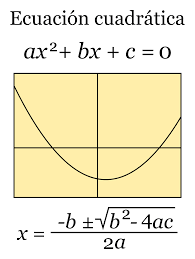 Ecuación cuadrática
ax²+ bx + c = 0
x = -b ±√b²- 4ac / 2a